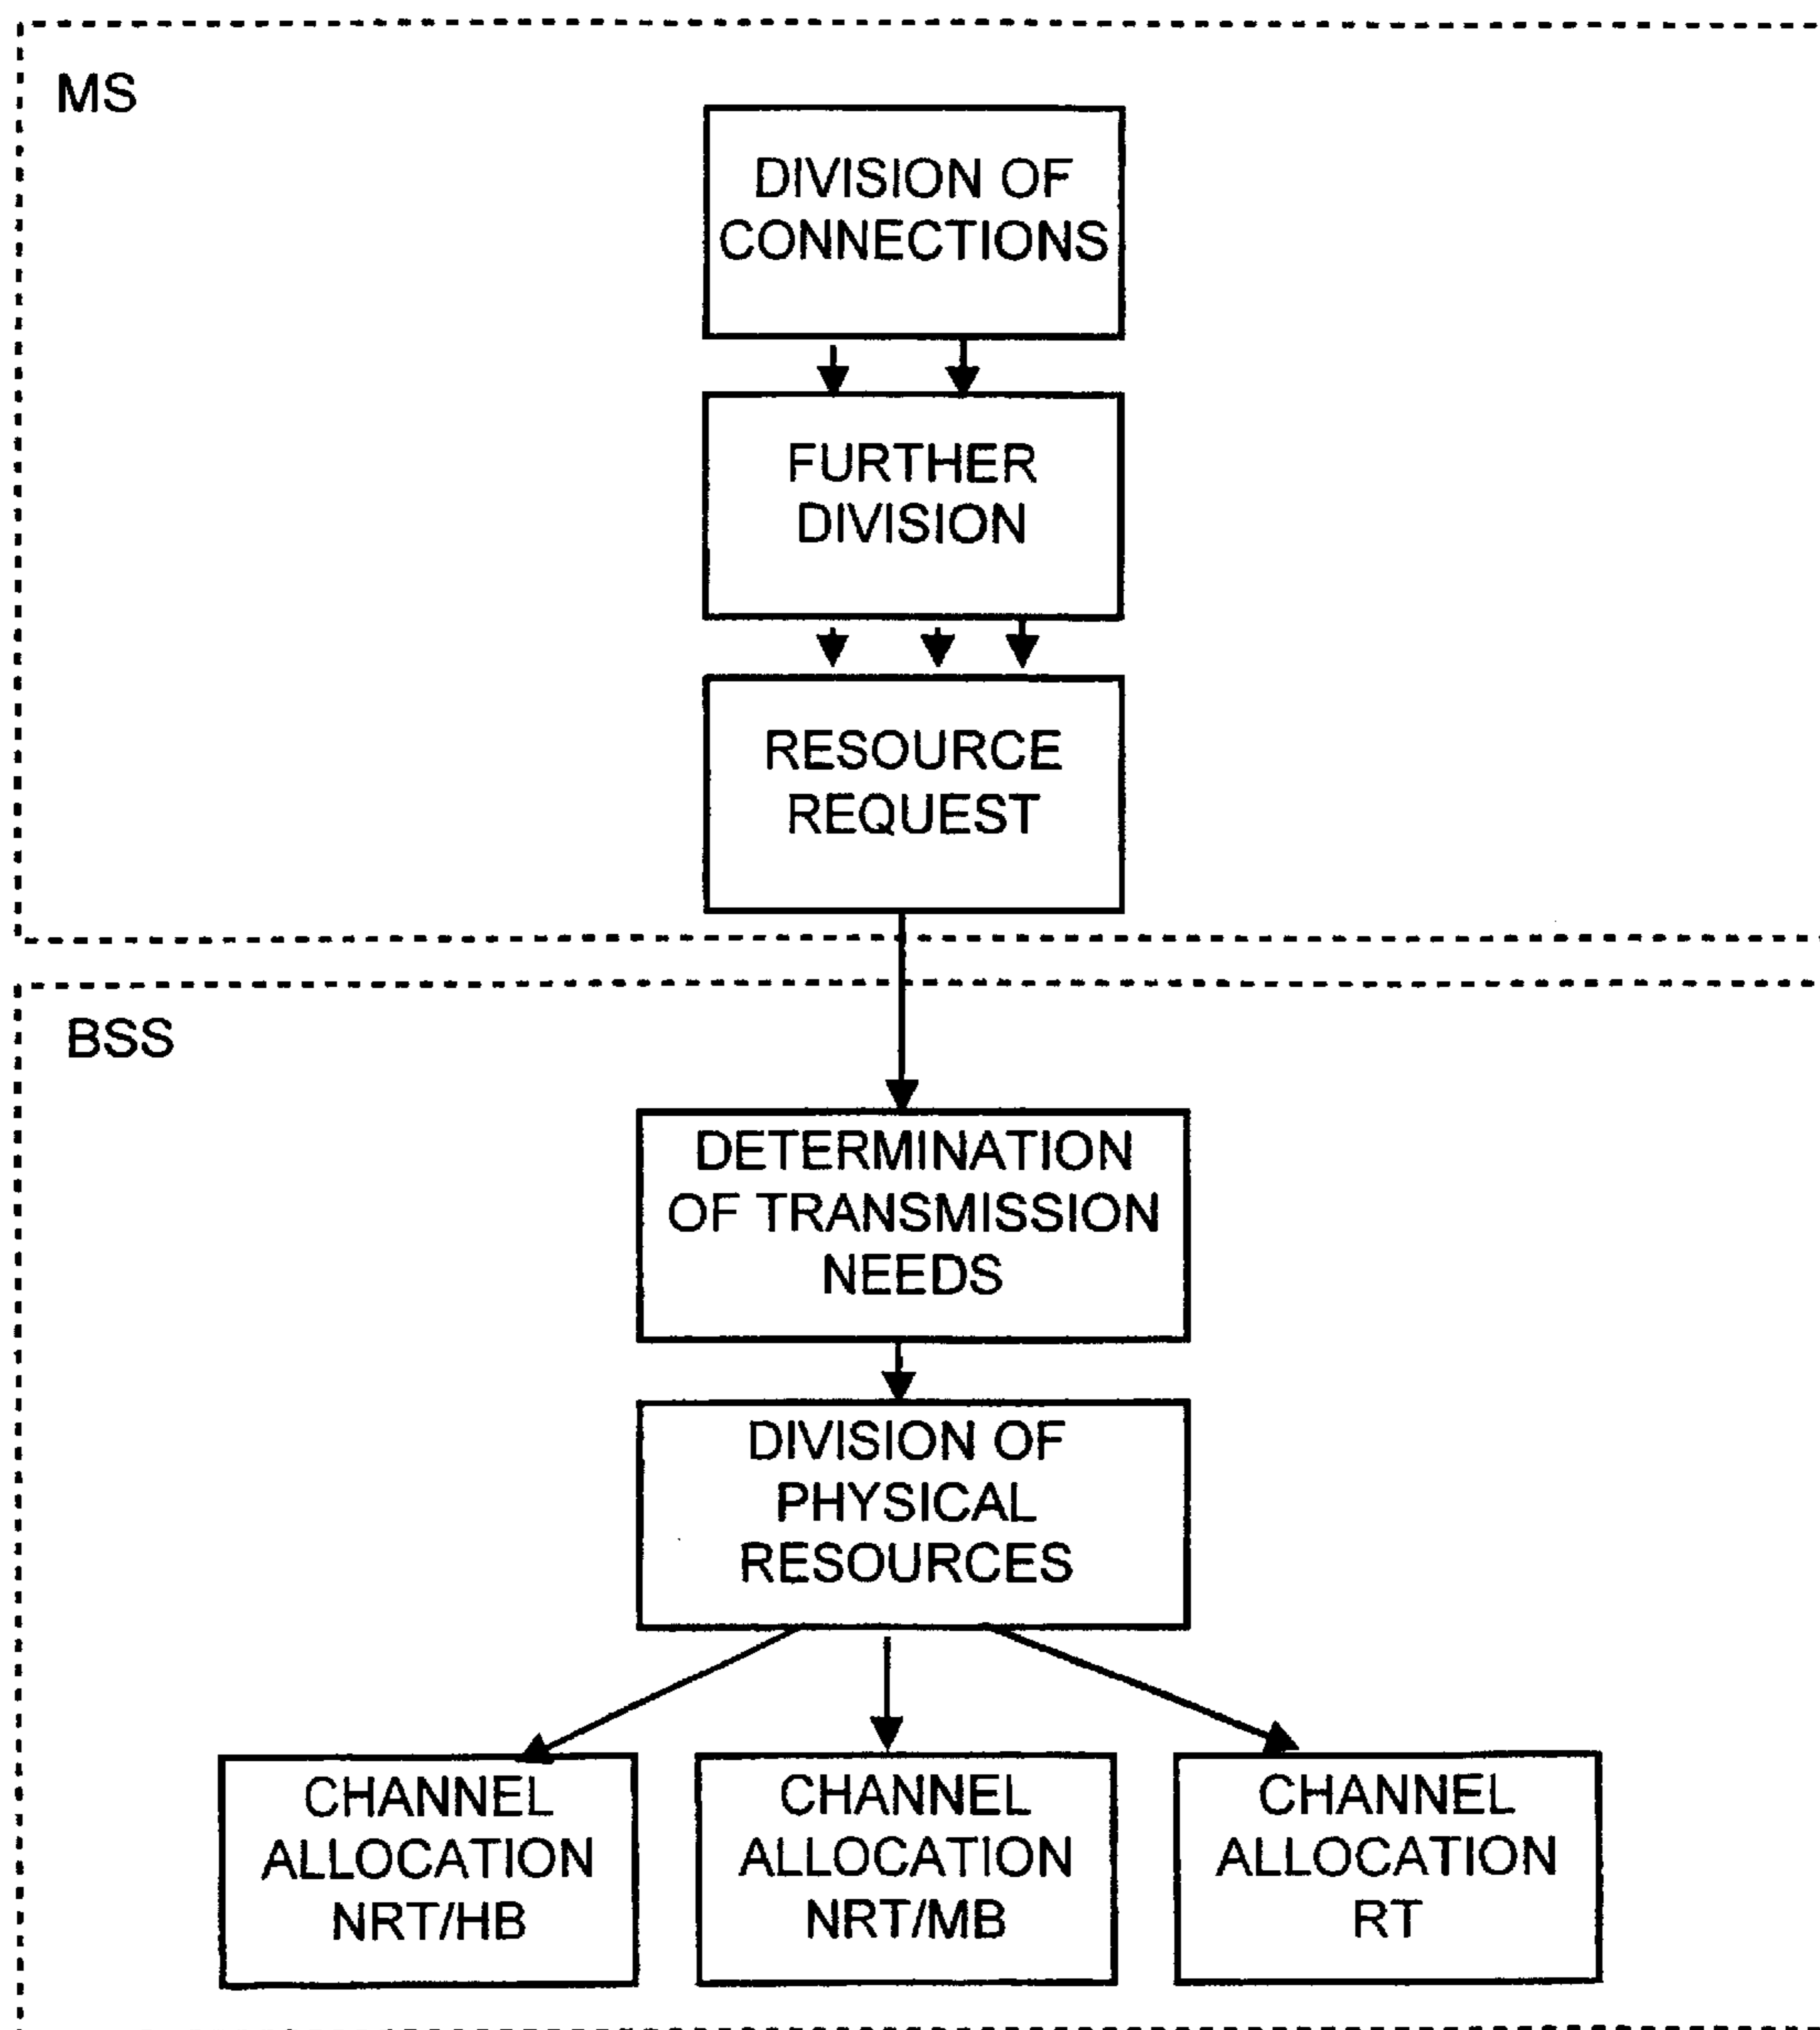 MS
DIVISION OF
CONNECTIONS
FURTHER
DIVISION
RESOURCE
REQUEST
BSS
DETERMINATION
OF TRANSMISSION
NEEDS
DIVISION OF
PHYSICAL
RESOURCES
CHANNEL
ALLOCATION
NRT/HB
CHANNEL
ALLOCATION
NRT/MB
CHANNEL
ALLOCATION
RT